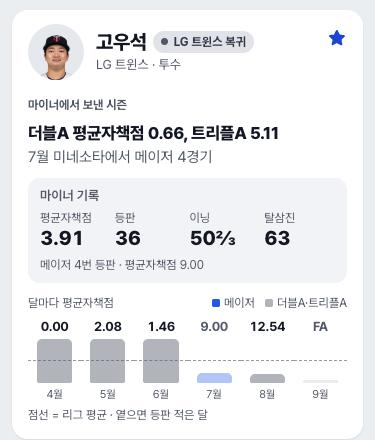 고우석 LG 트윈스 복귀
LG 트윈스 · 투수
마이너에서 보낸 시즌
더블A 평균자책점 0.66, 트리플A 5.11
7월 미네소타에서 메이저 4경기
마이너 기록
평균자책점 등판 이닝 탈삼진
3.91 36 50⅔ 63
메이저 4번 등판 · 평균자책점 9.00
달마다 평균자책점 메이저 더블A·트리플A
0.00 2.08 1.46 9.00 12.54 FA
4월 5월 6월 7월 8월 9월
점선 = 리그 평균 · 옅으면 등판 적은 달